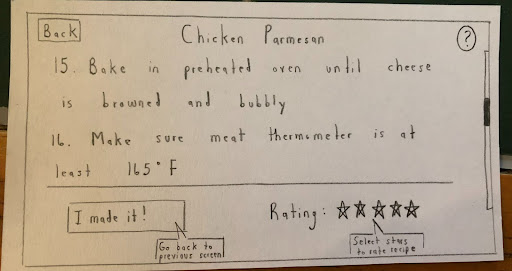 Back
Chicken Parmesan
?
15. Bake in preheated oven until cheese
is browned and bubbly
16. Make sure meat thermometer is at
least 165° F
I made it!
Rating: ☆☆☆☆☆
Go back to
previous screen
Select stars
to rate recipe